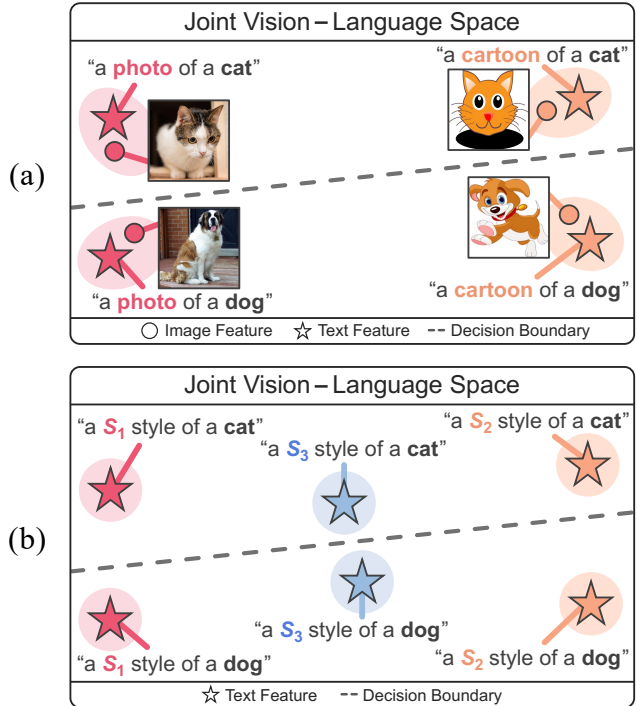 (a)
Joint Vision – Language Space
“a photo of a cat”
“a cartoon of a cat”
“a photo of a dog”
“a cartoon of a dog”
Image Feature Text Feature Decision Boundary
(b)
Joint Vision – Language Space
“a S1 style of a cat”
“a S3 style of a cat”
“a S2 style of a cat”
“a S1 style of a dog”
“a S3 style of a dog”
“a S2 style of a dog”
Text Feature Decision Boundary